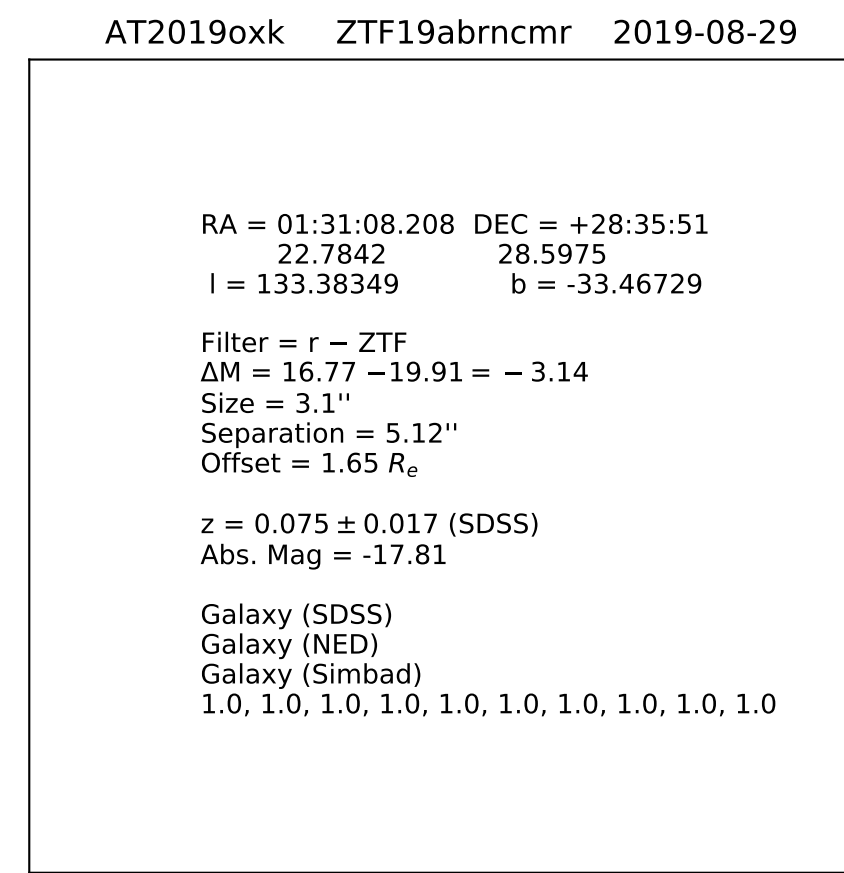 AT2019oxk ZTF19abrncmr 2019-08-29
RA = 01:31:08.208 DEC = +28:35:51
22.7842 28.5975
l = 133.38349 b = -33.46729
Filter = r − ZTF
ΔM = 16.77 −19.91 = − 3.14
Size = 3.1''
Separation = 5.12''
Offset = 1.65 Rₑ
z = 0.075 ± 0.017 (SDSS)
Abs. Mag = -17.81
Galaxy (SDSS)
Galaxy (NED)
Galaxy (Simbad)
1.0, 1.0, 1.0, 1.0, 1.0, 1.0, 1.0, 1.0, 1.0, 1.0